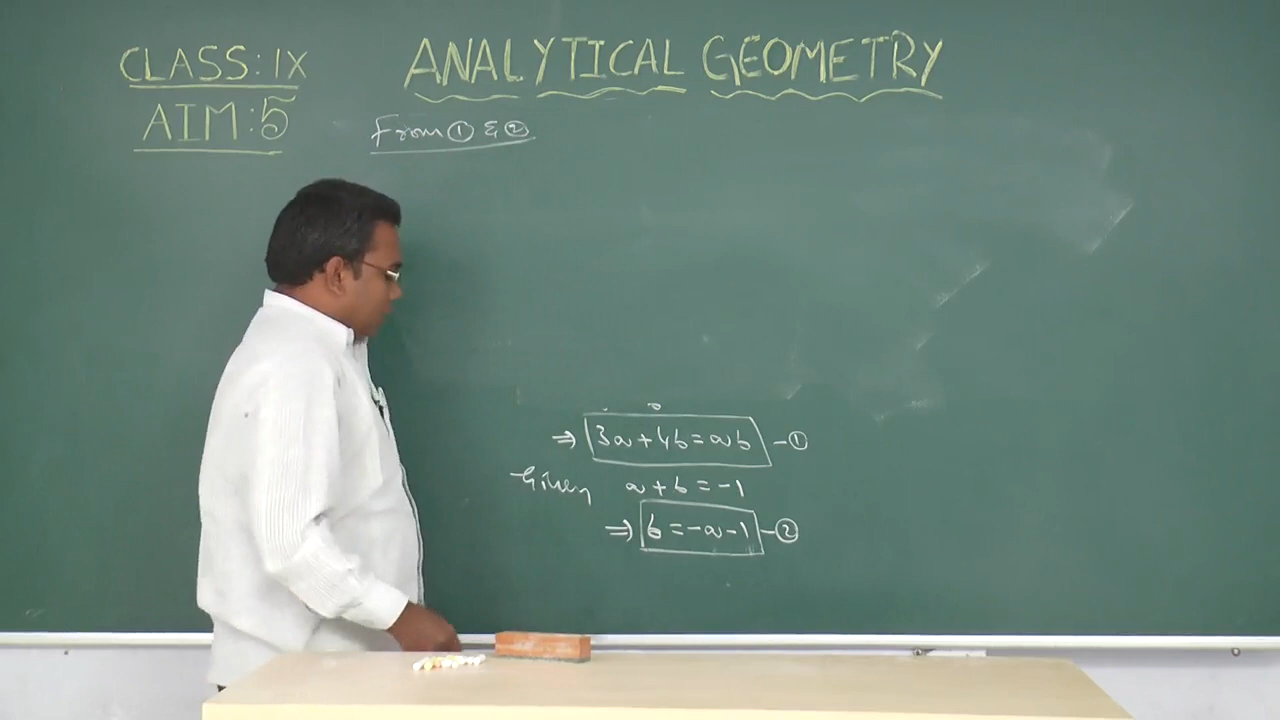 CLASS: IX
ANALYTICAL GEOMETRY
AIM: 5
From ① & ②
⇒ 3a+4b=ab -①
Given a+b=-1
⇒ b=-a-1 -②